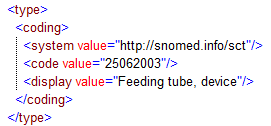 <type>
<coding>
<system value="http://snomed.info/sct"/>
<code value="25062003"/>
<display value="Feeding tube, device"/>
</coding>
</type>